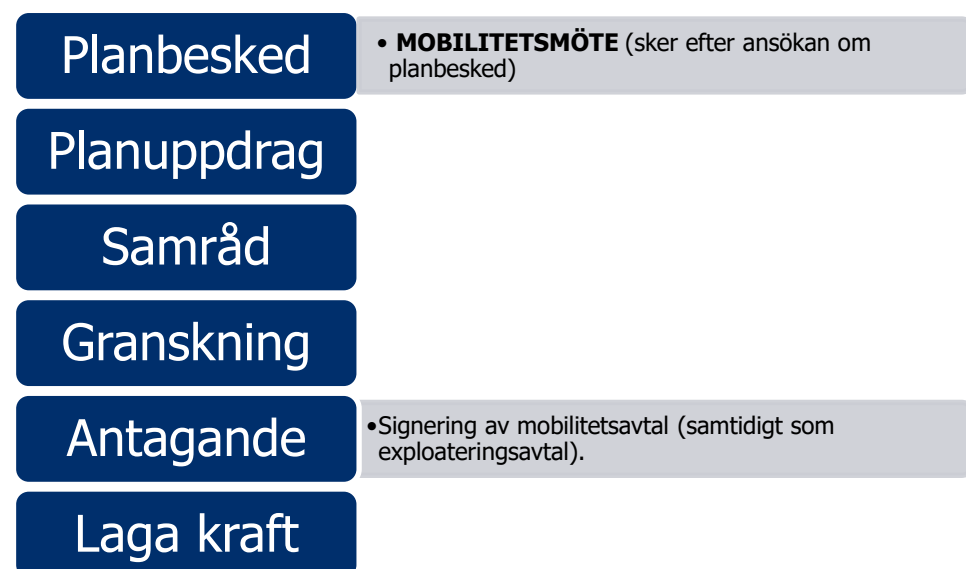 Planbesked
• MOBILITETSMÖTE (sker efter ansökan om
planbesked)
Planuppdrag
Samråd
Granskning
Antagande
•Signering av mobilitetsavtal (samtidigt som
exploateringsavtal).
Laga kraft